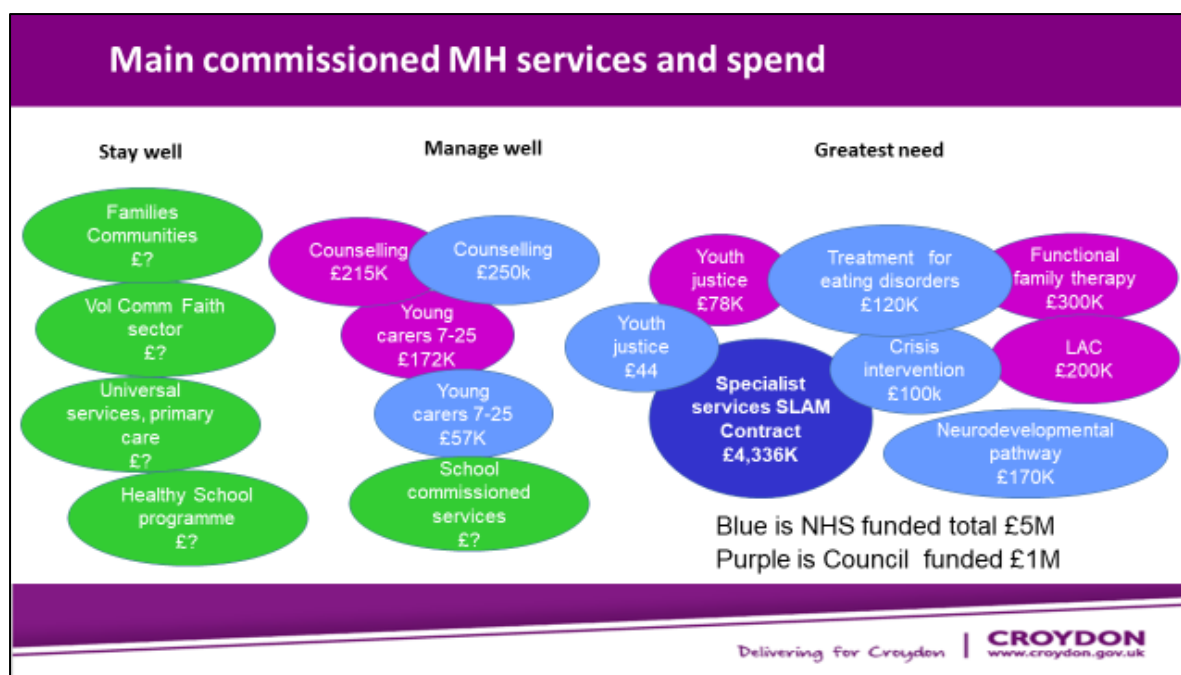 Main commissioned MH services and spend
Stay well
Families
Communities
£?
Vol Comm Faith
sector
£?
Universal
services, primary
care
£?
Healthy School
programme
£?
Manage well
Counselling
£215K
Counselling
£250k
Young
carers 7-25
£172K
Young
carers 7-25
£57K
School
commissioned
services
£?
Greatest need
Youth
justice
£78K
Treatment for
eating disorders
£120K
Functional
family therapy
£300K
Youth
justice
£44
Specialist
services SLAM
Contract
£4,336K
Crisis
intervention
£100k
LAC
£200K
Neurodevelopmental
pathway
£170K
Blue is NHS funded total £5M
Purple is Council funded £1M
Delivering for Croydon
CROYDON
www.croydon.gov.uk